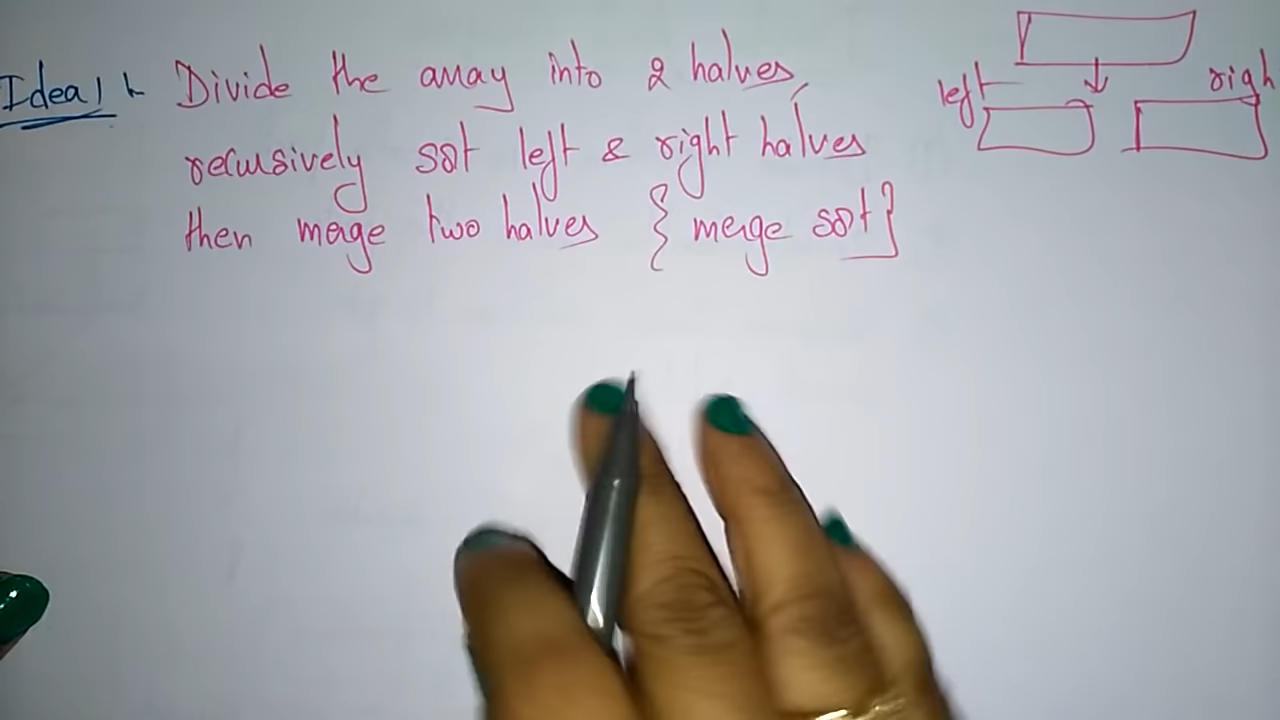 Idea 1 :- Divide the array into 2 halves,
recursively sort left & right halves
then merge two halves { merge sort }
left
righ